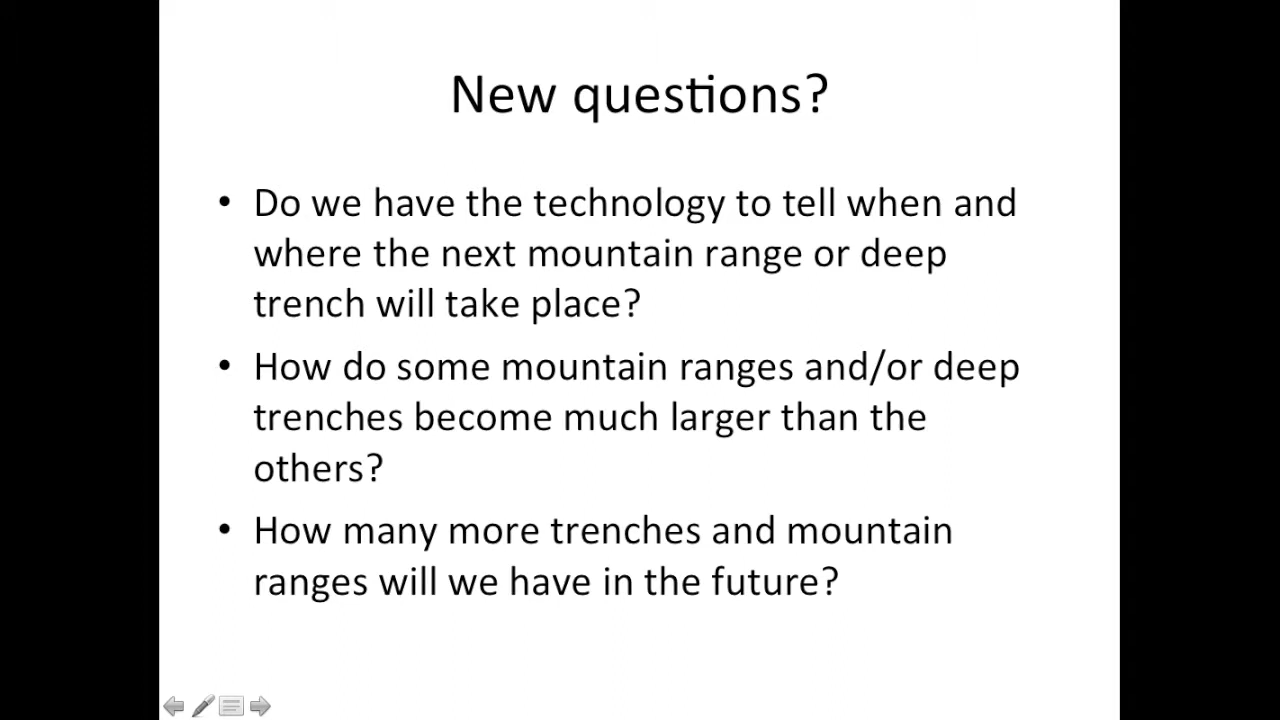 New questions?
• Do we have the technology to tell when and
where the next mountain range or deep
trench will take place?
• How do some mountain ranges and/or deep
trenches become much larger than the
others?
• How many more trenches and mountain
ranges will we have in the future?